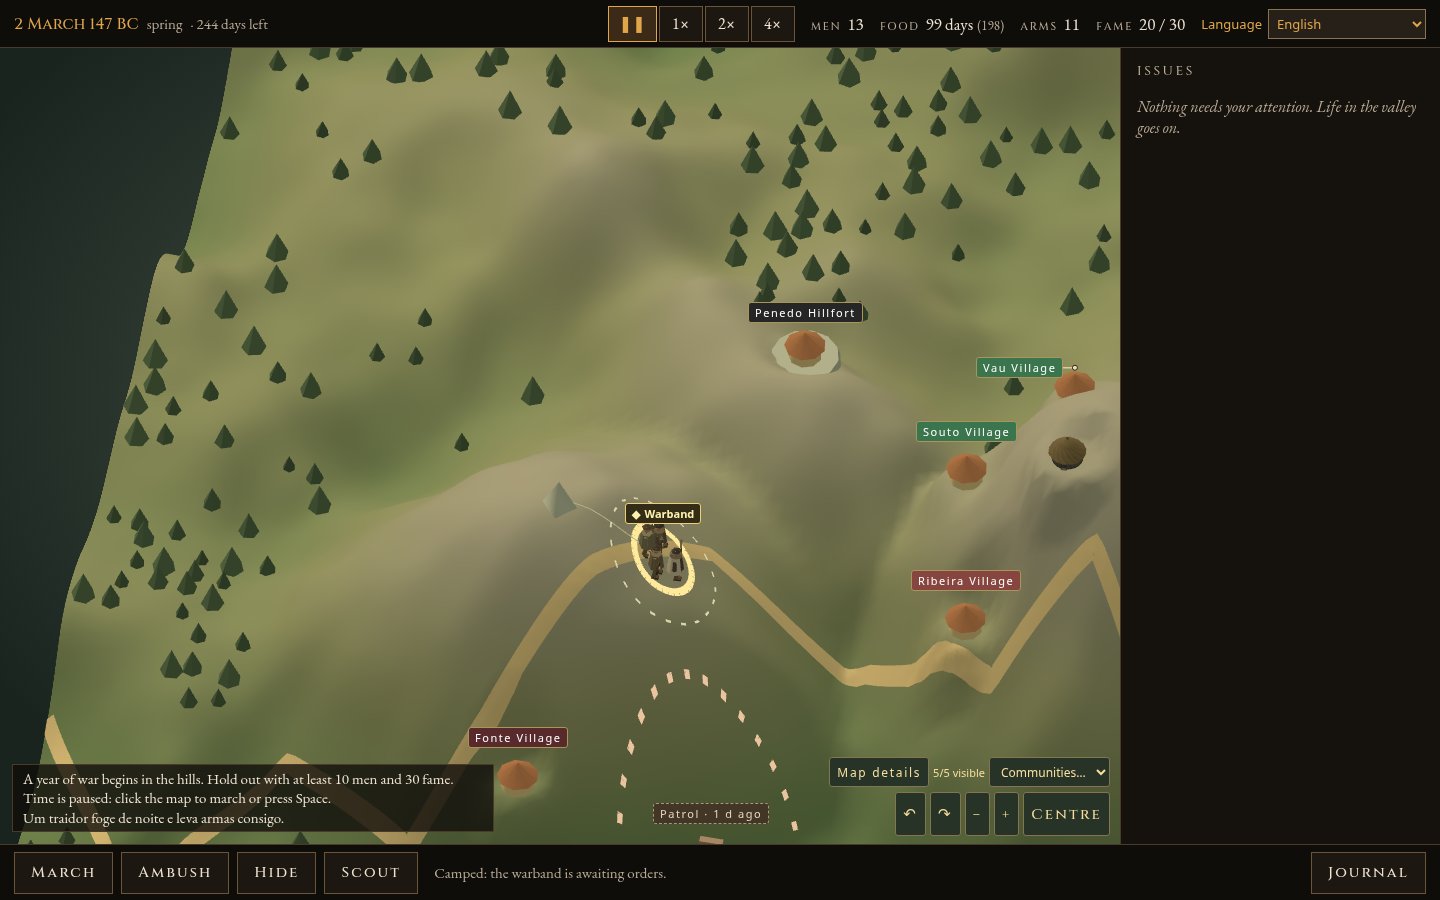 2 March 147 BC spring · 244 days left
1× 2× 4×
MEN 13 FOOD 99 days (198) ARMS 11 FAME 20 / 30
Language English
ISSUES
Nothing needs your attention. Life in the valley
goes on.
Penedo Hillfort
Vau Village
Souto Village
◆ Warband
Ribeira Village
Fonte Village
Patrol · 1 d ago
A year of war begins in the hills. Hold out with at least 10 men and 30 fame.
Time is paused: click the map to march or press Space.
Um traidor foge de noite e leva armas consigo.
Map details 5/5 visible Communities...
↶ ↷ − + Centre
March Ambush Hide Scout Camped: the warband is awaiting orders. Journal